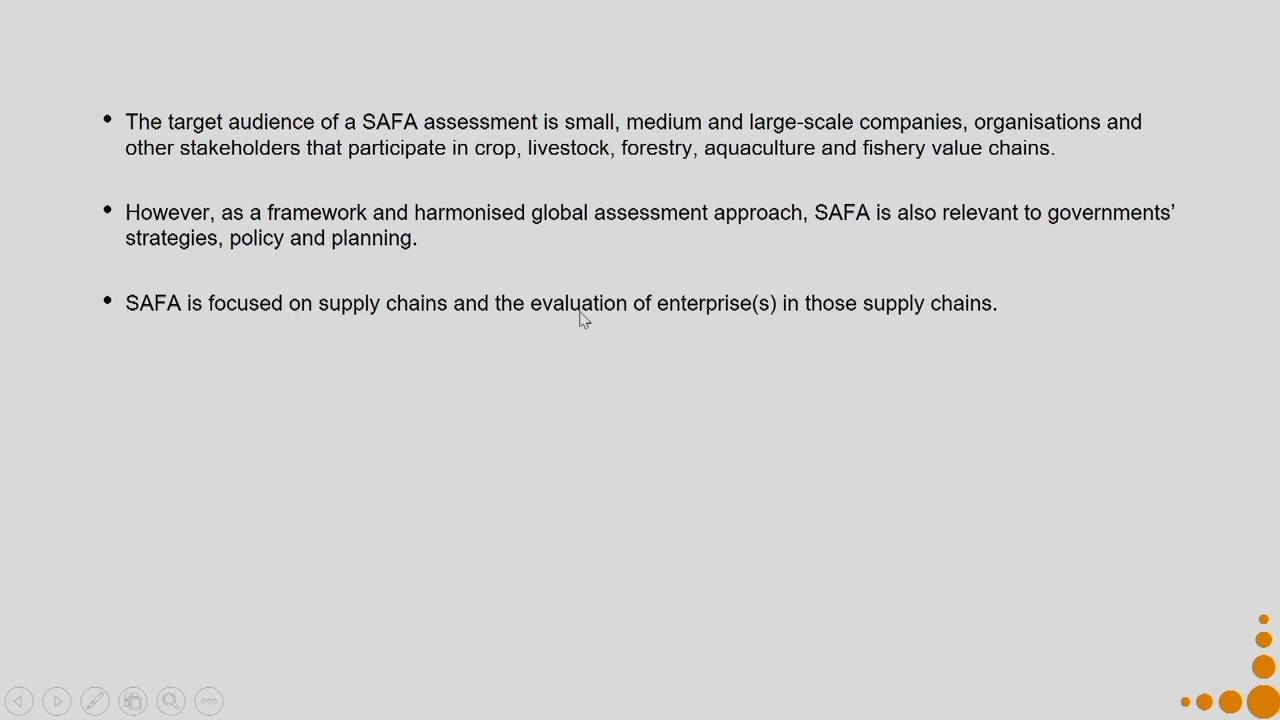 • The target audience of a SAFA assessment is small, medium and large-scale companies, organisations and
other stakeholders that participate in crop, livestock, forestry, aquaculture and fishery value chains.
• However, as a framework and harmonised global assessment approach, SAFA is also relevant to governments’
strategies, policy and planning.
• SAFA is focused on supply chains and the evaluation of enterprise(s) in those supply chains.